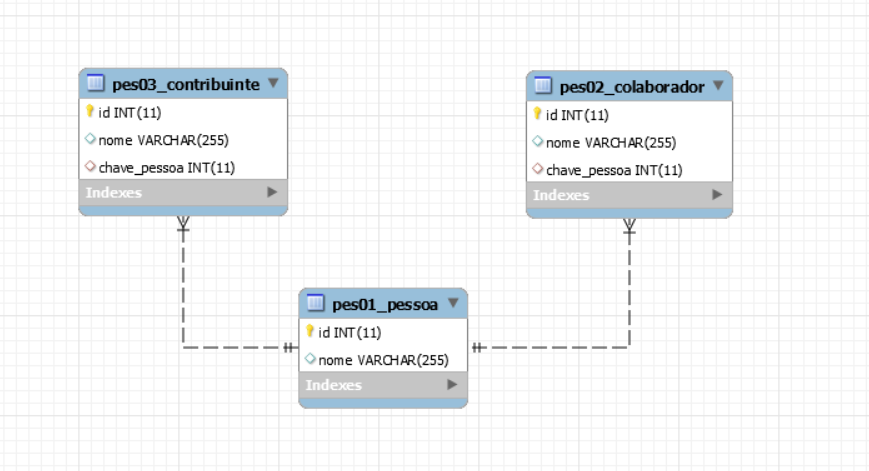 pes03_contribuinte
id INT(11)
nome VARCHAR(255)
chave_pessoa INT(11)
Indexes
pes02_colaborador
id INT(11)
nome VARCHAR(255)
chave_pessoa INT(11)
Indexes
pes01_pessoa
id INT(11)
nome VARCHAR(255)
Indexes